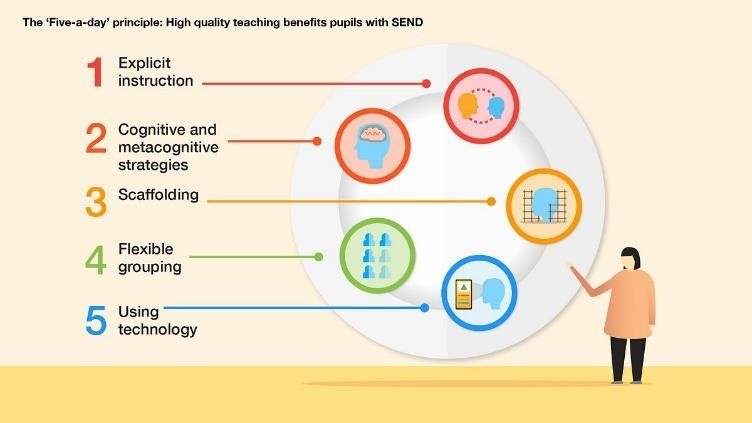 The ‘Five-a-day’ principle: High quality teaching benefits pupils with SEND
1
Explicit
instruction
2
Cognitive and
metacognitive
strategies
3
Scaffolding
4
Flexible
grouping
5
Using
technology